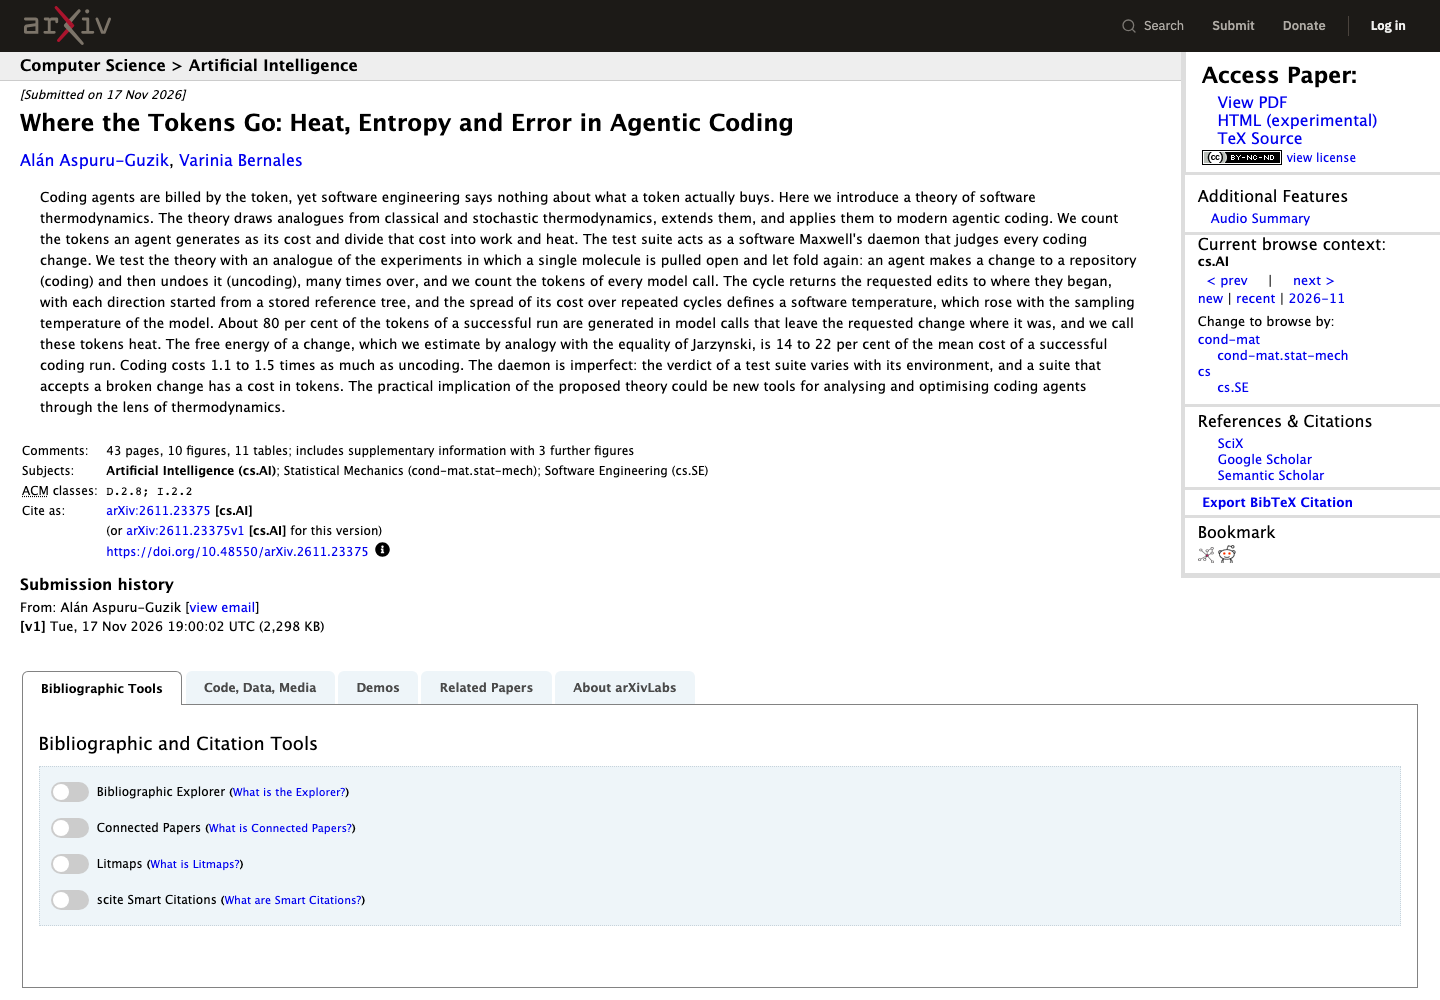 arXiv
Search
Submit
Donate
Log in
Computer Science > Artificial Intelligence
[Submitted on 17 Nov 2026]
Where the Tokens Go: Heat, Entropy and Error in Agentic Coding
Alán Aspuru-Guzik, Varinia Bernales
Coding agents are billed by the token, yet software engineering says nothing about what a token actually buys. Here we introduce a theory of software
thermodynamics. The theory draws analogues from classical and stochastic thermodynamics, extends them, and applies them to modern agentic coding. We count
the tokens an agent generates as its cost and divide that cost into work and heat. The test suite acts as a software Maxwell's daemon that judges every coding
change. We test the theory with an analogue of the experiments in which a single molecule is pulled open and let fold again: an agent makes a change to a repository
(coding) and then undoes it (uncoding), many times over, and we count the tokens of every model call. The cycle returns the requested edits to where they began,
with each direction started from a stored reference tree, and the spread of its cost over repeated cycles defines a software temperature, which rose with the sampling
temperature of the model. About 80 per cent of the tokens of a successful run are generated in model calls that leave the requested change where it was, and we call
these tokens heat. The free energy of a change, which we estimate by analogy with the equality of Jarzynski, is 14 to 22 per cent of the mean cost of a successful
coding run. Coding costs 1.1 to 1.5 times as much as uncoding. The daemon is imperfect: the verdict of a test suite varies with its environment, and a suite that
accepts a broken change has a cost in tokens. The practical implication of the proposed theory could be new tools for analysing and optimising coding agents
through the lens of thermodynamics.
Comments: 43 pages, 10 figures, 11 tables; includes supplementary information with 3 further figures
Subjects: Artificial Intelligence (cs.AI); Statistical Mechanics (cond-mat.stat-mech); Software Engineering (cs.SE)
ACM classes: D.2.8; I.2.2
Cite as: arXiv:2611.23375 [cs.AI]
(or arXiv:2611.23375v1 [cs.AI] for this version)
https://doi.org/10.48550/arXiv.2611.23375
Submission history
From: Alán Aspuru-Guzik [view email]
[v1] Tue, 17 Nov 2026 19:00:02 UTC (2,298 KB)
Access Paper:
View PDF
HTML (experimental)
TeX Source
(cc) BY-NC-ND view license
Additional Features
Audio Summary
Current browse context:
cs.AI
< prev | next >
new | recent | 2026-11
Change to browse by:
cond-mat
cond-mat.stat-mech
cs
cs.SE
References & Citations
SciX
Google Scholar
Semantic Scholar
Export BibTeX Citation
Bookmark
Bibliographic Tools
Code, Data, Media
Demos
Related Papers
About arXivLabs
Bibliographic and Citation Tools
Bibliographic Explorer (What is the Explorer?)
Connected Papers (What is Connected Papers?)
Litmaps (What is Litmaps?)
scite Smart Citations (What are Smart Citations?)